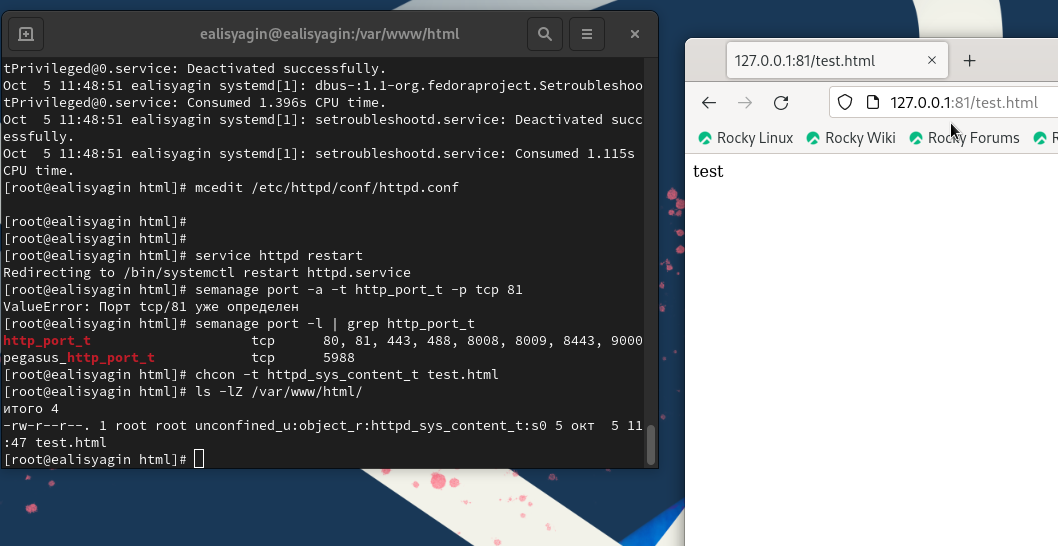 ealisyagin@ealisyagin:/var/www/html
tPrivileged@0.service: Deactivated successfully.
Oct  5 11:48:51 ealisyagin systemd[1]: dbus-:1.1-org.fedoraproject.Setroubleshoo
tPrivileged@0.service: Consumed 1.396s CPU time.
Oct  5 11:48:51 ealisyagin systemd[1]: setroubleshootd.service: Deactivated succ
essfully.
Oct  5 11:48:51 ealisyagin systemd[1]: setroubleshootd.service: Consumed 1.115s
CPU time.
[root@ealisyagin html]# mcedit /etc/httpd/conf/httpd.conf
[root@ealisyagin html]#
[root@ealisyagin html]#
[root@ealisyagin html]# service httpd restart
Redirecting to /bin/systemctl restart httpd.service
[root@ealisyagin html]# semanage port -a -t http_port_t -p tcp 81
ValueError: Порт tcp/81 уже определен
[root@ealisyagin html]# semanage port -l | grep http_port_t
http_port_t                    tcp      80, 81, 443, 488, 8008, 8009, 8443, 9000
pegasus_http_port_t            tcp      5988
[root@ealisyagin html]# chcon -t httpd_sys_content_t test.html
[root@ealisyagin html]# ls -lZ /var/www/html/
итого 4
-rw-r--r--. 1 root root unconfined_u:object_r:httpd_sys_content_t:s0 5 окт  5 11
:47 test.html
[root@ealisyagin html]#
127.0.0.1:81/test.html
127.0.0.1:81/test.html
Rocky Linux Rocky Wiki Rocky Forums R
test